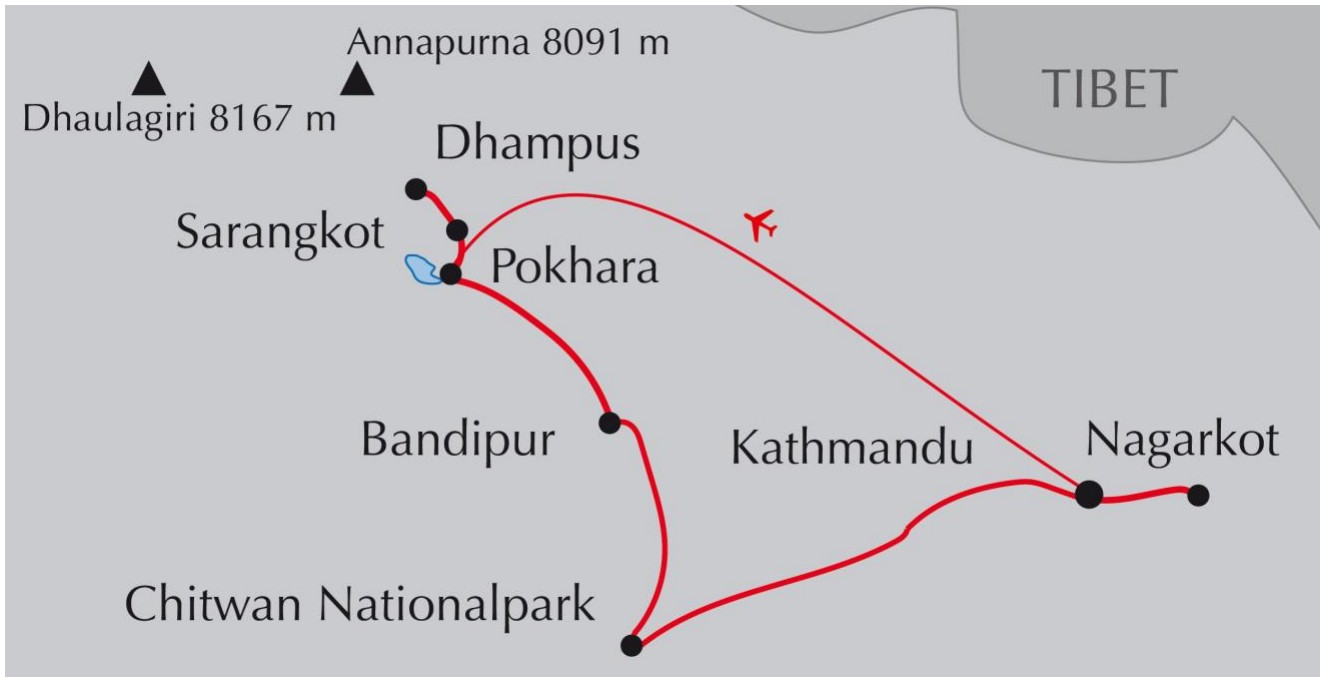 Annapurna 8091 m
TIBET
Dhaulagiri 8167 m
Dhampus
Sarangkot
Pokhara
Bandipur
Kathmandu
Nagarkot
Chitwan Nationalpark